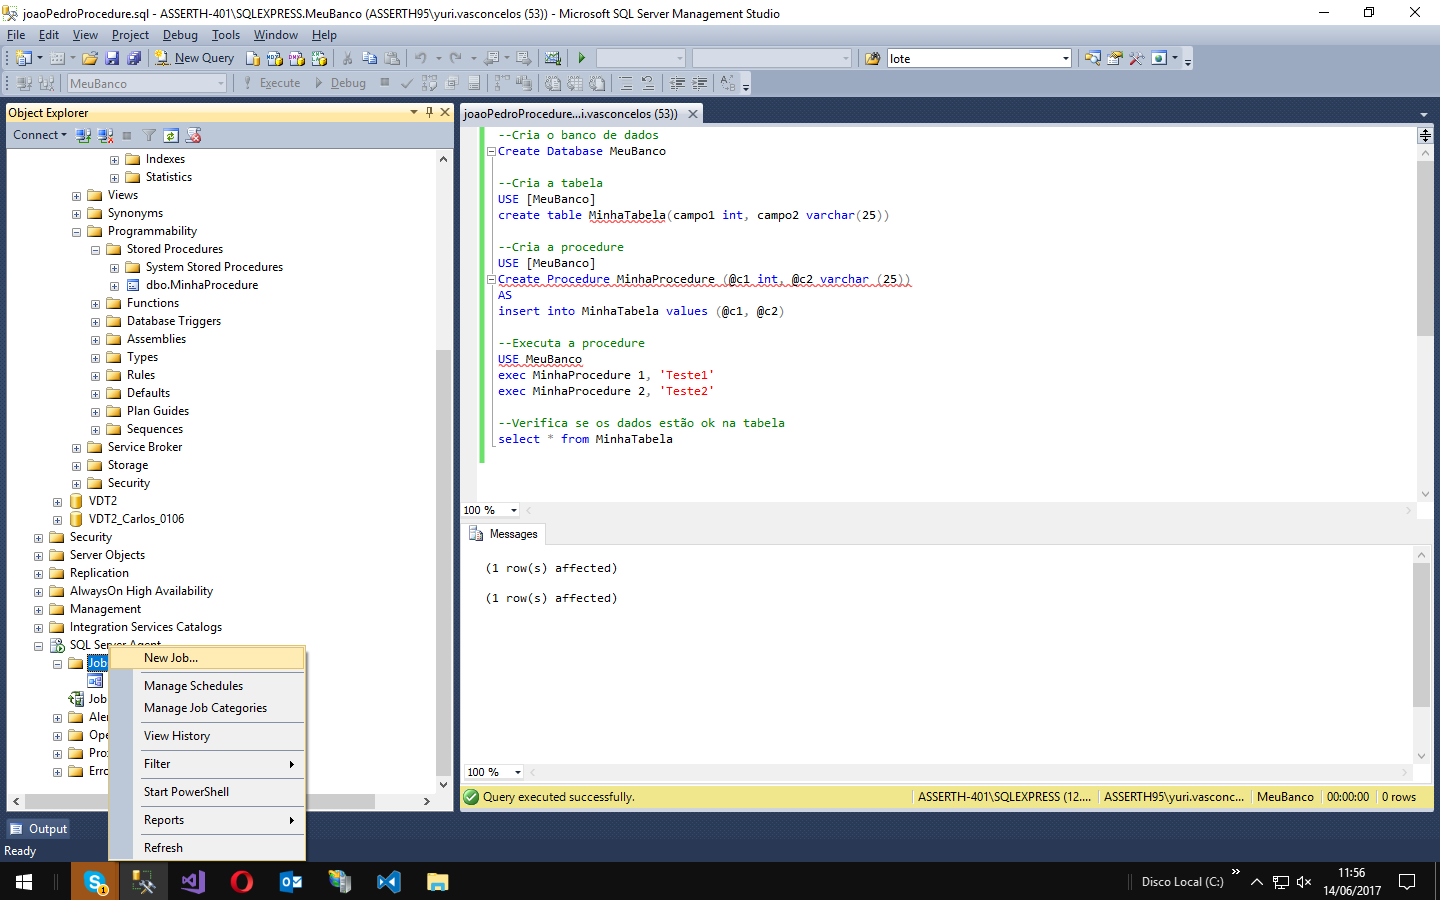 joaoPedroProcedure.sql - ASSERTH-401\SQLEXPRESS.MeuBanco (ASSERTH95\yuri.vasconcelos (53)) - Microsoft SQL Server Management Studio
File Edit View Project Debug Tools Window Help
New Query
lote
MeuBanco
Execute
Debug
Object Explorer
Connect
Indexes
Statistics
Views
Synonyms
Programmability
Stored Procedures
System Stored Procedures
dbo.MinhaProcedure
Functions
Database Triggers
Assemblies
Types
Rules
Defaults
Plan Guides
Sequences
Service Broker
Storage
Security
VDT2
VDT2_Carlos_0106
Security
Server Objects
Replication
AlwaysOn High Availability
Management
Integration Services Catalogs
SQL Server Agent
Job
Job
Aler
Ope
Pro
Erro
New Job...
Manage Schedules
Manage Job Categories
View History
Filter
Start PowerShell
Reports
Refresh
joaoPedroProcedure...i.vasconcelos (53))
--Cria o banco de dados
Create Database MeuBanco
--Cria a tabela
USE [MeuBanco]
create table MinhaTabela(campo1 int, campo2 varchar(25))
--Cria a procedure
USE [MeuBanco]
Create Procedure MinhaProcedure (@c1 int, @c2 varchar (25))
AS
insert into MinhaTabela values (@c1, @c2)
--Executa a procedure
USE MeuBanco
exec MinhaProcedure 1, 'Teste1'
exec MinhaProcedure 2, 'Teste2'
--Verifica se os dados estão ok na tabela
select * from MinhaTabela
100 %
Messages
(1 row(s) affected)
(1 row(s) affected)
100 %
Query executed successfully.
ASSERTH-401\SQLEXPRESS (12....
ASSERTH95\yuri.vasconc...
MeuBanco
00:00:00
0 rows
Output
Ready
1
Disco Local (C:)
11:56
14/06/2017